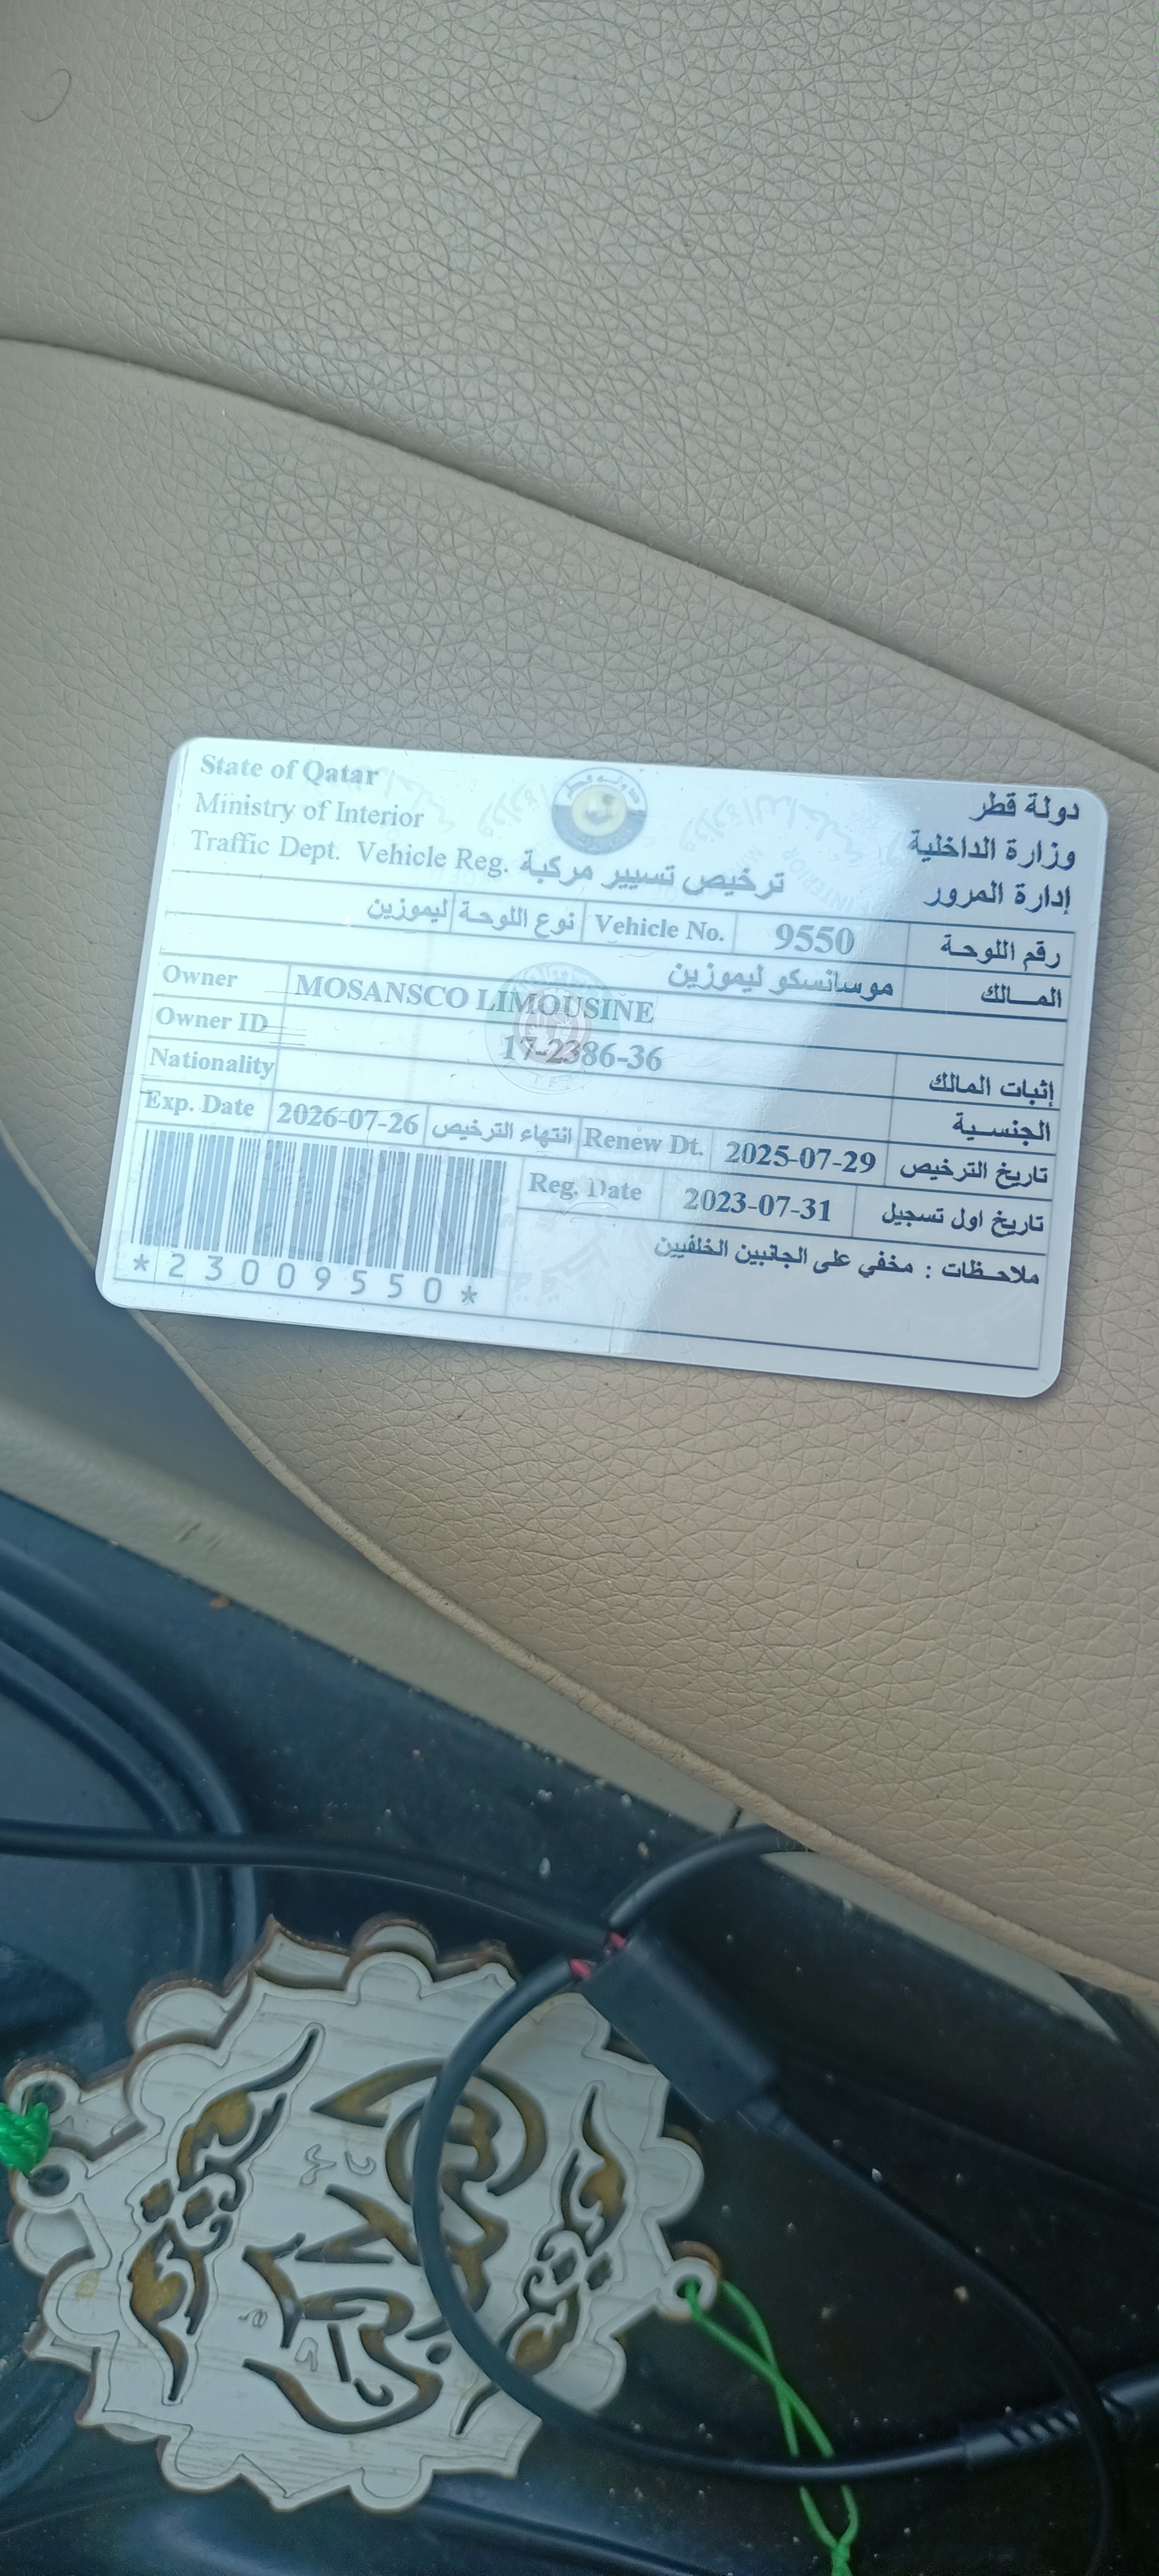 State of Qatar دولة قطر
Ministry of Interior وزارة الداخلية
Traffic Dept. Vehicle Reg. ترخيص تسيير مركبة إدارة المرور
ليموزين نوع اللوحة Vehicle No. 9550 رقم اللوحة
موسانسكو ليموزين المالك
Owner MOSANSCO LIMOUSINE
Owner ID 17-2386-36 إثبات المالك
Nationality الجنسية
Exp. Date 2026-07-26 انتهاء الترخيص Renew Dt. 2025-07-29 تاريخ الترخيص
Reg. Date 2023-07-31 تاريخ اول تسجيل
ملاحظات : مخفي على الجانبين الخلفيين
*23009550*